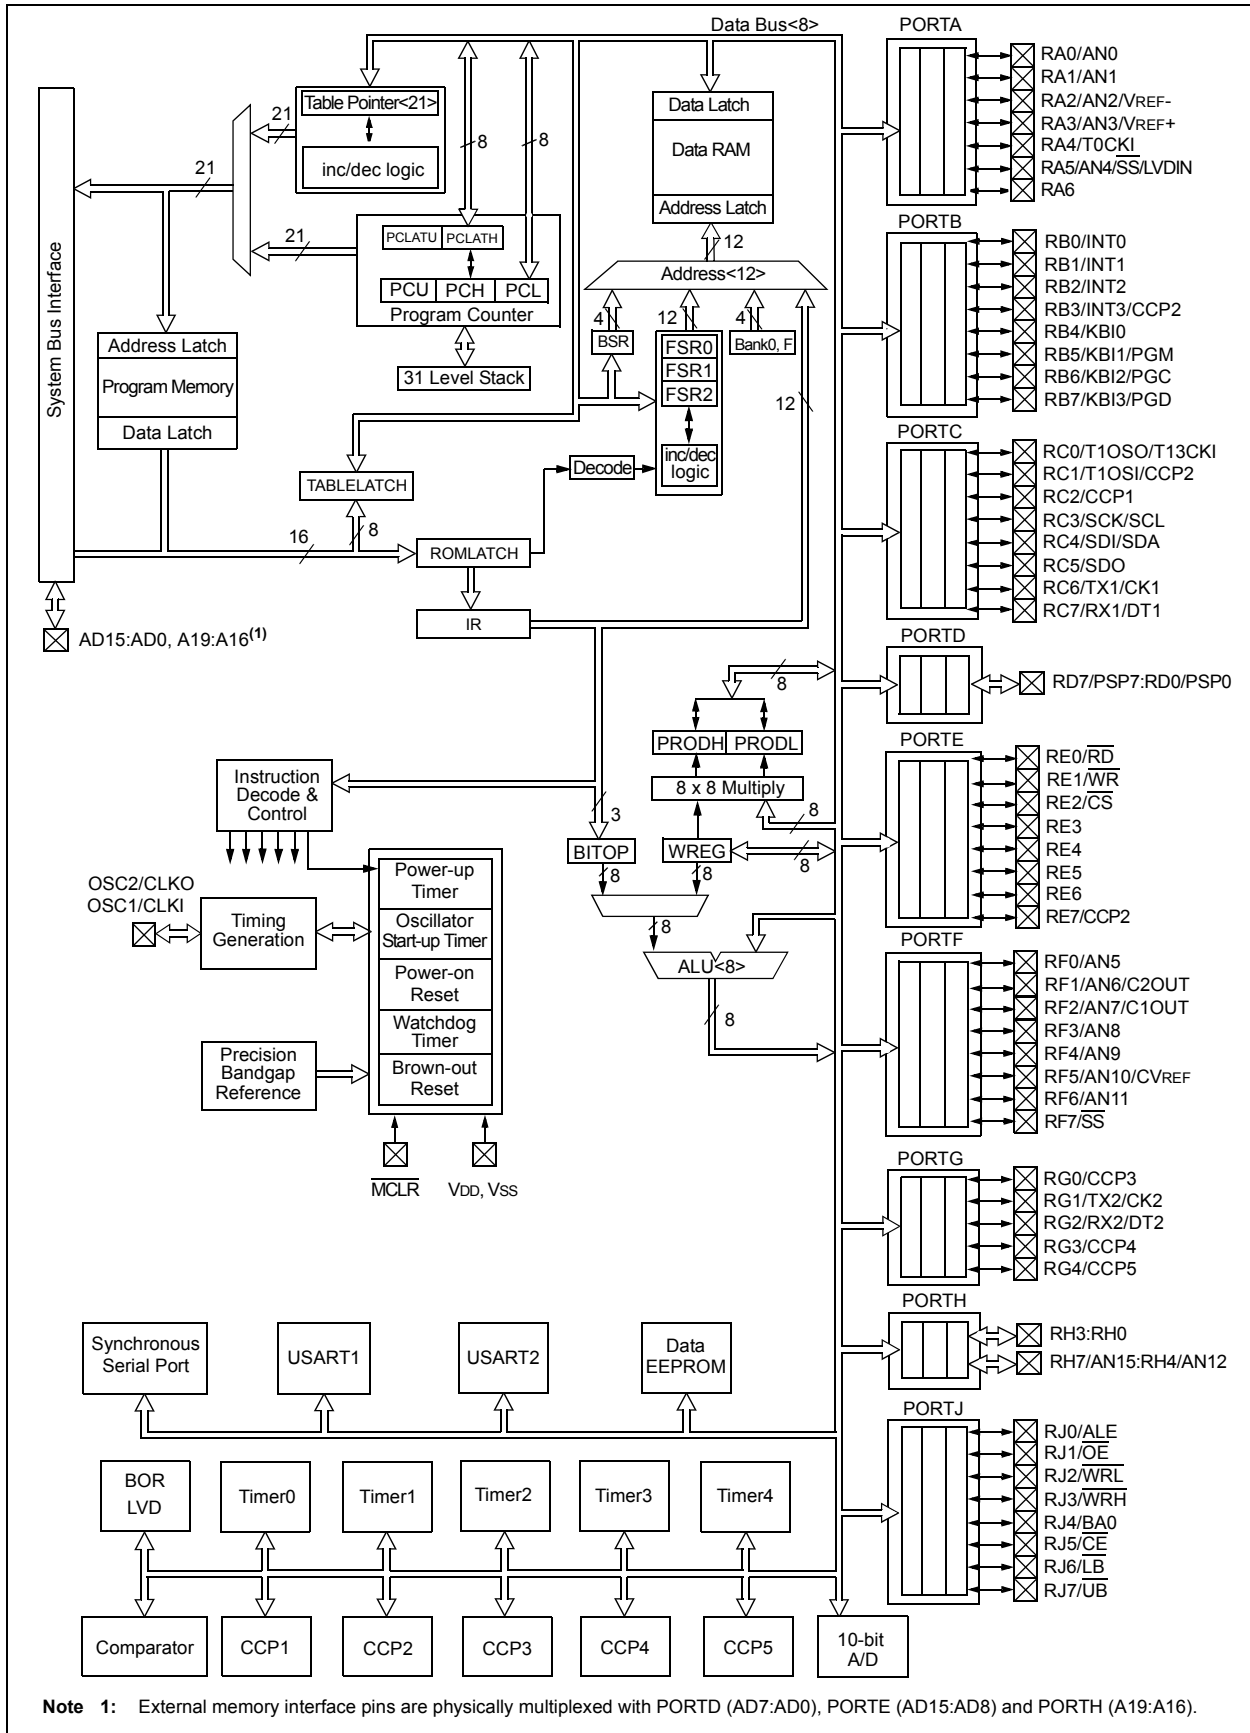 Data Bus<8>
PORTA
RA0/AN0
RA1/AN1
RA2/AN2/VREF-
RA3/AN3/VREF+
RA4/T0CKI
RA5/AN4/SS/LVDIN
RA6
Table Pointer<21>
inc/dec logic
21
8
8
Data Latch
Data RAM
Address Latch
21
21
PCLATU
PCLATH
PCU
PCH
PCL
Program Counter
31 Level Stack
12
Address<12>
4
12
4
BSR
FSR0
FSR1
FSR2
Bank0, F
inc/dec
logic
12
Decode
System Bus Interface
Address Latch
Program Memory
Data Latch
TABLELATCH
8
16
ROMLATCH
IR
AD15:AD0, A19:A16(1)
PORTB
RB0/INT0
RB1/INT1
RB2/INT2
RB3/INT3/CCP2
RB4/KBI0
RB5/KBI1/PGM
RB6/KBI2/PGC
RB7/KBI3/PGD
PORTC
RC0/T1OSO/T13CKI
RC1/T1OSI/CCP2
RC2/CCP1
RC3/SCK/SCL
RC4/SDI/SDA
RC5/SDO
RC6/TX1/CK1
RC7/RX1/DT1
PORTD
RD7/PSP7:RD0/PSP0
8
PRODH
PRODL
8 x 8 Multiply
8
3
BITOP
WREG
8
8
8
8
ALU<8>
8
Instruction
Decode &
Control
OSC2/CLKO
OSC1/CLKI
Timing
Generation
Power-up
Timer
Oscillator
Start-up Timer
Power-on
Reset
Watchdog
Timer
Brown-out
Reset
Precision
Bandgap
Reference
MCLR
VDD, VSS
PORTE
RE0/RD
RE1/WR
RE2/CS
RE3
RE4
RE5
RE6
RE7/CCP2
PORTF
RF0/AN5
RF1/AN6/C2OUT
RF2/AN7/C1OUT
RF3/AN8
RF4/AN9
RF5/AN10/CVREF
RF6/AN11
RF7/SS
PORTG
RG0/CCP3
RG1/TX2/CK2
RG2/RX2/DT2
RG3/CCP4
RG4/CCP5
PORTH
RH3:RH0
RH7/AN15:RH4/AN12
PORTJ
RJ0/ALE
RJ1/OE
RJ2/WRL
RJ3/WRH
RJ4/BA0
RJ5/CE
RJ6/LB
RJ7/UB
Synchronous
Serial Port
USART1
USART2
Data
EEPROM
BOR
LVD
Timer0
Timer1
Timer2
Timer3
Timer4
Comparator
CCP1
CCP2
CCP3
CCP4
CCP5
10-bit
A/D
Note 1: External memory interface pins are physically multiplexed with PORTD (AD7:AD0), PORTE (AD15:AD8) and PORTH (A19:A16).